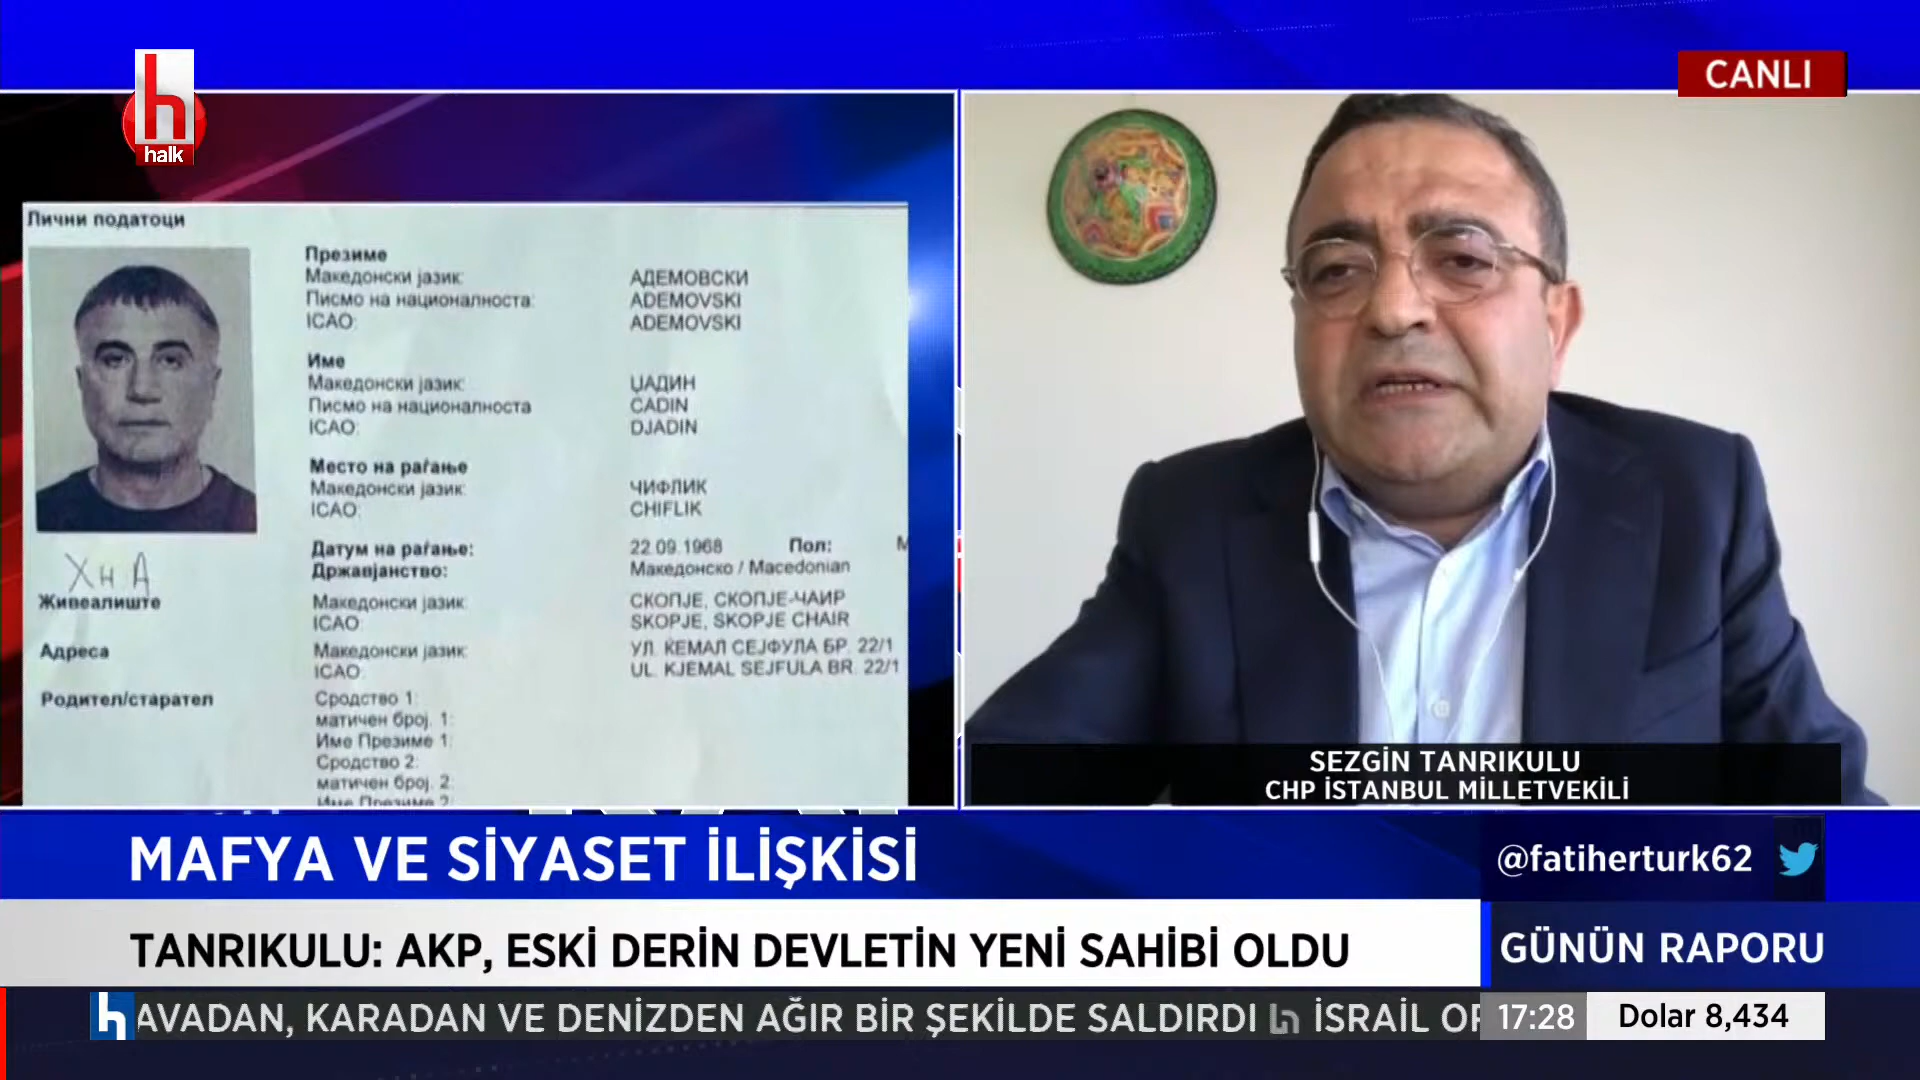 h
halk
CANLI
Лични податоци
Презиме
Македонски јазик: АДЕМОВСКИ
Писмо на националноста: ADEMOVSKI
ICAO: ADEMOVSKI
Име
Македонски јазик: ЏАДИН
Писмо на националноста CADIN
ICAO: DJADIN
Место на раѓање
Македонски јазик: ЧИФЛИК
ICAO: CHIFLIK
Датум на раѓање: 22.09.1968 Пол: M
Државјанство: Македонско / Macedonian
Живеалиште Македонски јазик СКОПЈЕ, СКОПЈЕ-ЧАИР
ICAO SKOPJE, SKOPJE CHAIR
Адреса Македонски јазик: УЛ. ЌЕМАЛ СЕЈФУЛА БР. 22/1
ICAO: UL. KJEMAL SEJFULA BR. 22/1
Родител/старател Сродство 1:
матичен број. 1:
Име Презиме 1:
Сродство 2:
матичен број. 2:
Име Презиме 2:
SEZGİN TANRIKULU
CHP İSTANBUL MİLLETVEKİLİ
MAFYA VE SİYASET İLİŞKİSİ
@fatiherturk62
TANRIKULU: AKP, ESKİ DERİN DEVLETİN YENİ SAHİBİ OLDU
GÜNÜN RAPORU
h AVADAN, KARADAN VE DENİZDEN AĞIR BİR ŞEKİLDE SALDIRDI h İSRAİL OR 17:28 Dolar 8,434